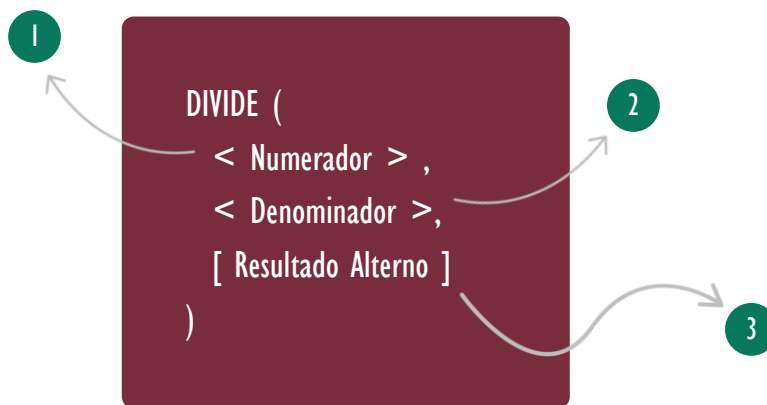 1
DIVIDE (
2
< Numerador > ,
< Denominador >,
[ Resultado Alterno ]
)
3